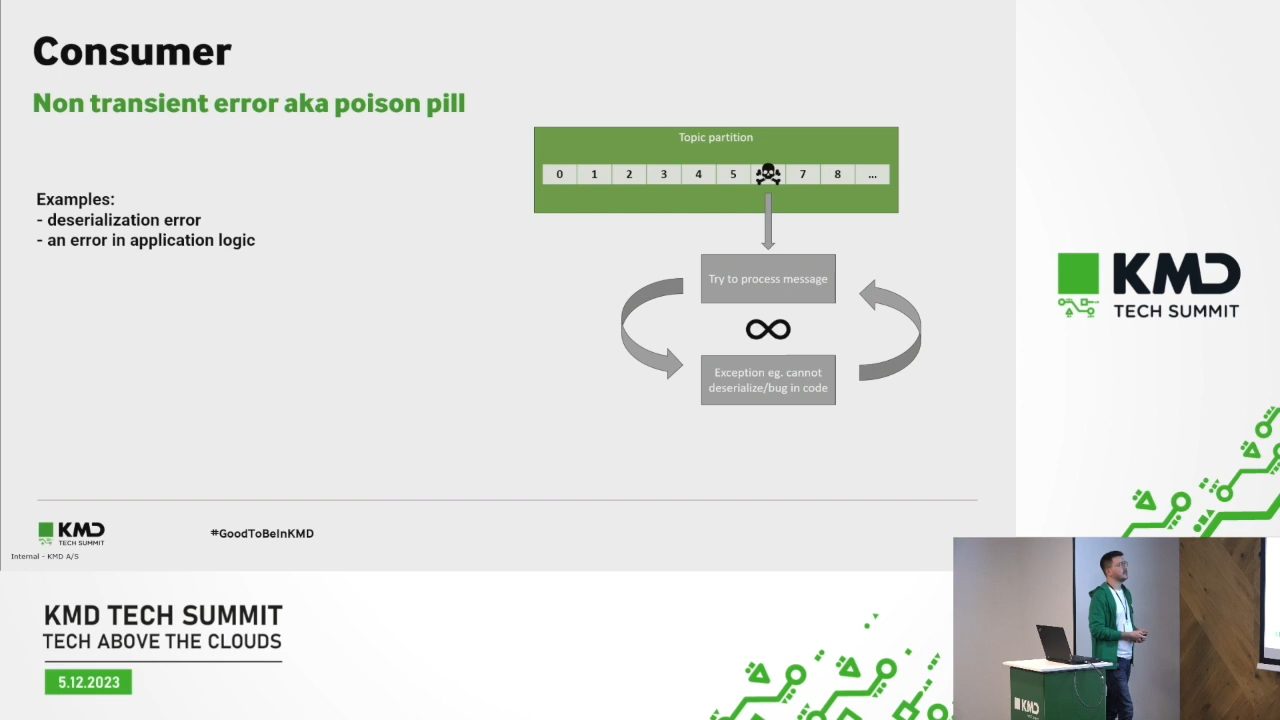 Consumer
Non transient error aka poison pill
Examples:
- deserialization error
- an error in application logic
Topic partition
0 1 2 3 4 5 7 8 ...
Try to process message
Exception eg. cannot
deserialize/bug in code
KMD
TECH SUMMIT
KMD
TECH SUMMIT
#GoodToBeInKMD
Internal - KMD A/S
KMD TECH SUMMIT
TECH ABOVE THE CLOUDS
5.12.2023
KMD